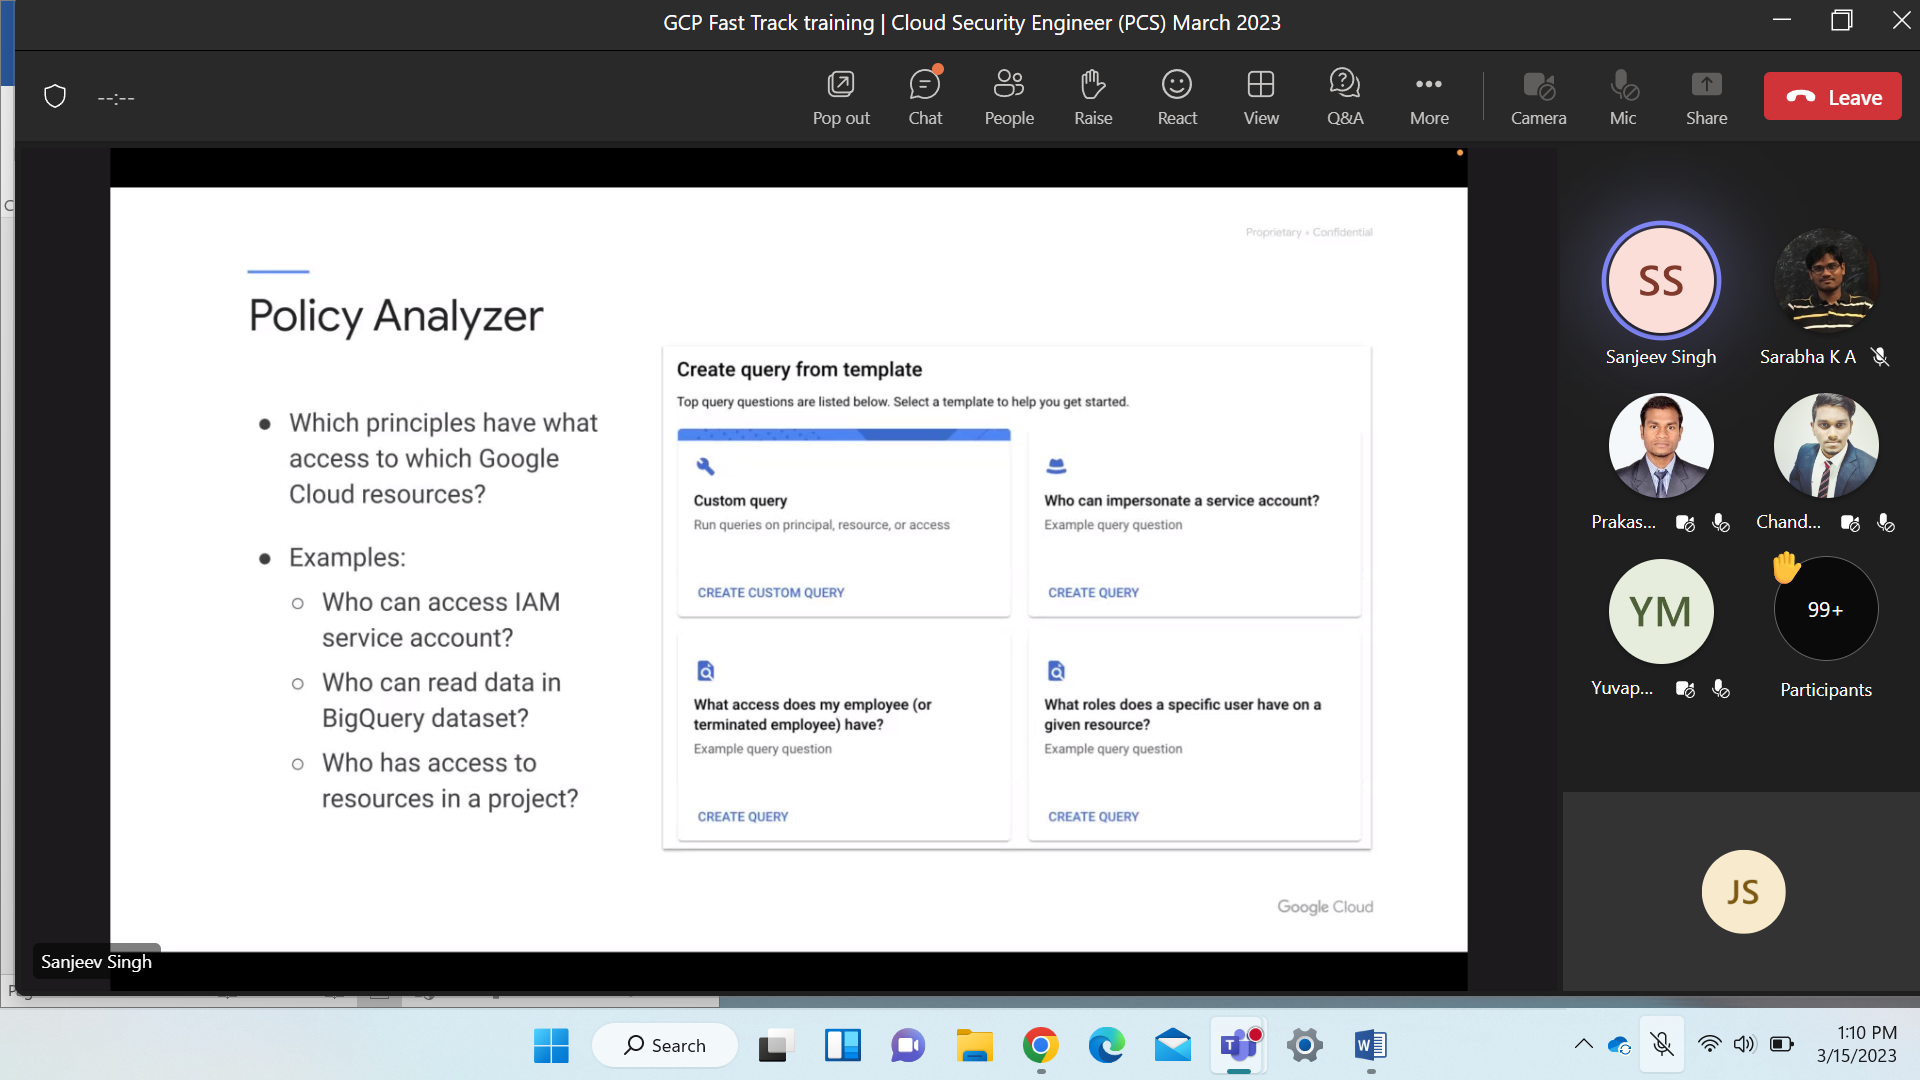 GCP Fast Track training | Cloud Security Engineer (PCS) March 2023
--:--
Pop out
Chat
People
Raise
React
View
Q&A
More
Camera
Mic
Share
Leave
Proprietary + Confidential
Policy Analyzer
● Which principles have what
access to which Google
Cloud resources?
● Examples:
○ Who can access IAM
service account?
○ Who can read data in
BigQuery dataset?
○ Who has access to
resources in a project?
Create query from template
Top query questions are listed below. Select a template to help you get started.
Custom query
Run queries on principal, resource, or access
CREATE CUSTOM QUERY
Who can impersonate a service account?
Example query question
CREATE QUERY
What access does my employee (or
terminated employee) have?
Example query question
CREATE QUERY
What roles does a specific user have on a
given resource?
Example query question
CREATE QUERY
Google Cloud
Sanjeev Singh
SS
Sanjeev Singh
Sarabha K A
Prakas...
Chand...
YM
Yuvap...
99+
Participants
JS
Search
1:10 PM
3/15/2023